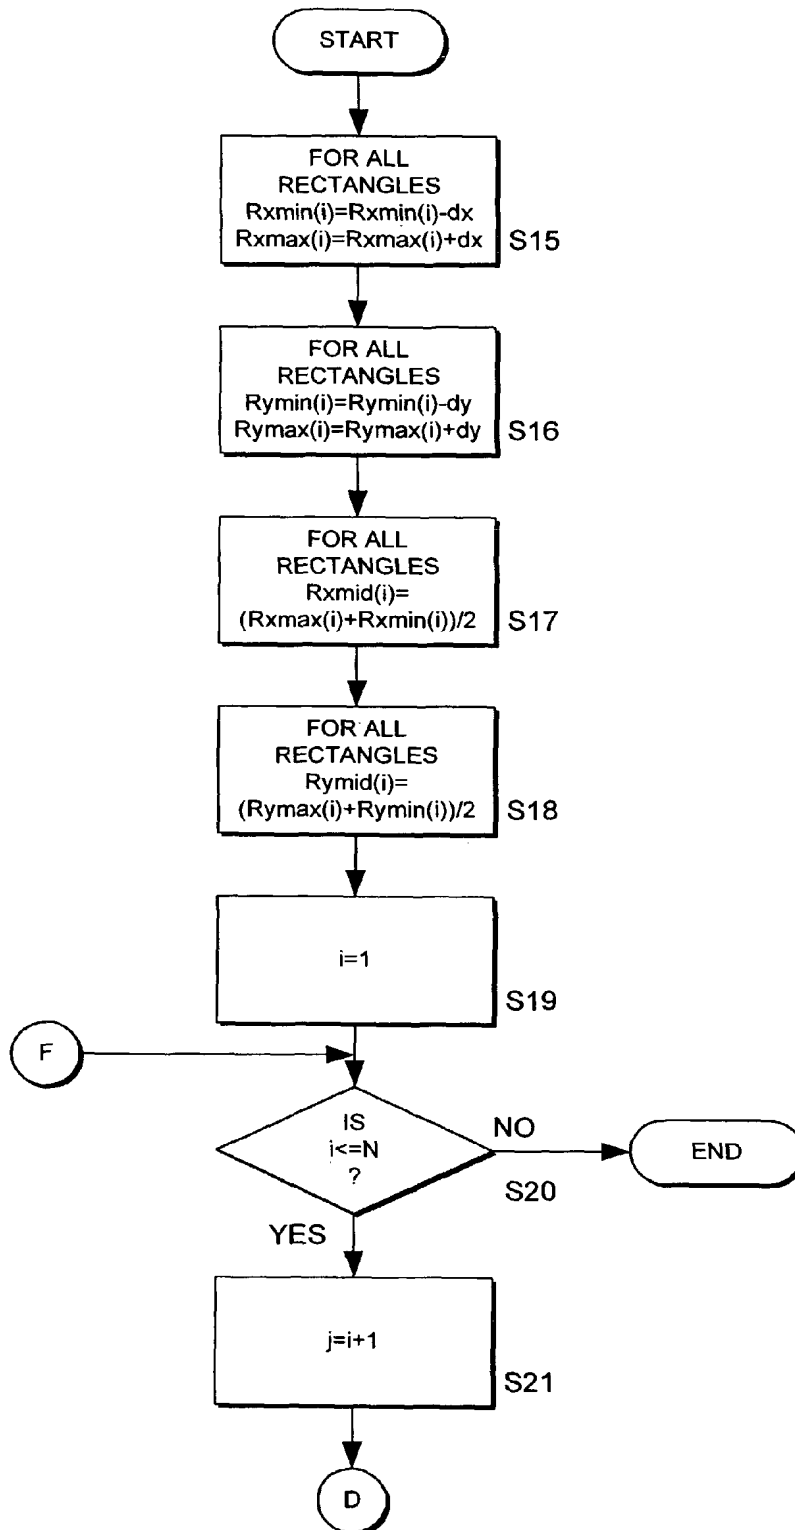 START
FOR ALL
RECTANGLES
Rxmin(i)=Rxmin(i)-dx
Rxmax(i)=Rxmax(i)+dx
S15
FOR ALL
RECTANGLES
Rymin(i)=Rymin(i)-dy
Rymax(i)=Rymax(i)+dy
S16
FOR ALL
RECTANGLES
Rxmid(i)=
(Rxmax(i)+Rxmin(i))/2
S17
FOR ALL
RECTANGLES
Rymid(i)=
(Rymax(i)+Rymin(i))/2
S18
i=1
S19
F
IS
i<=N
?
NO
END
S20
YES
j=i+1
S21
D